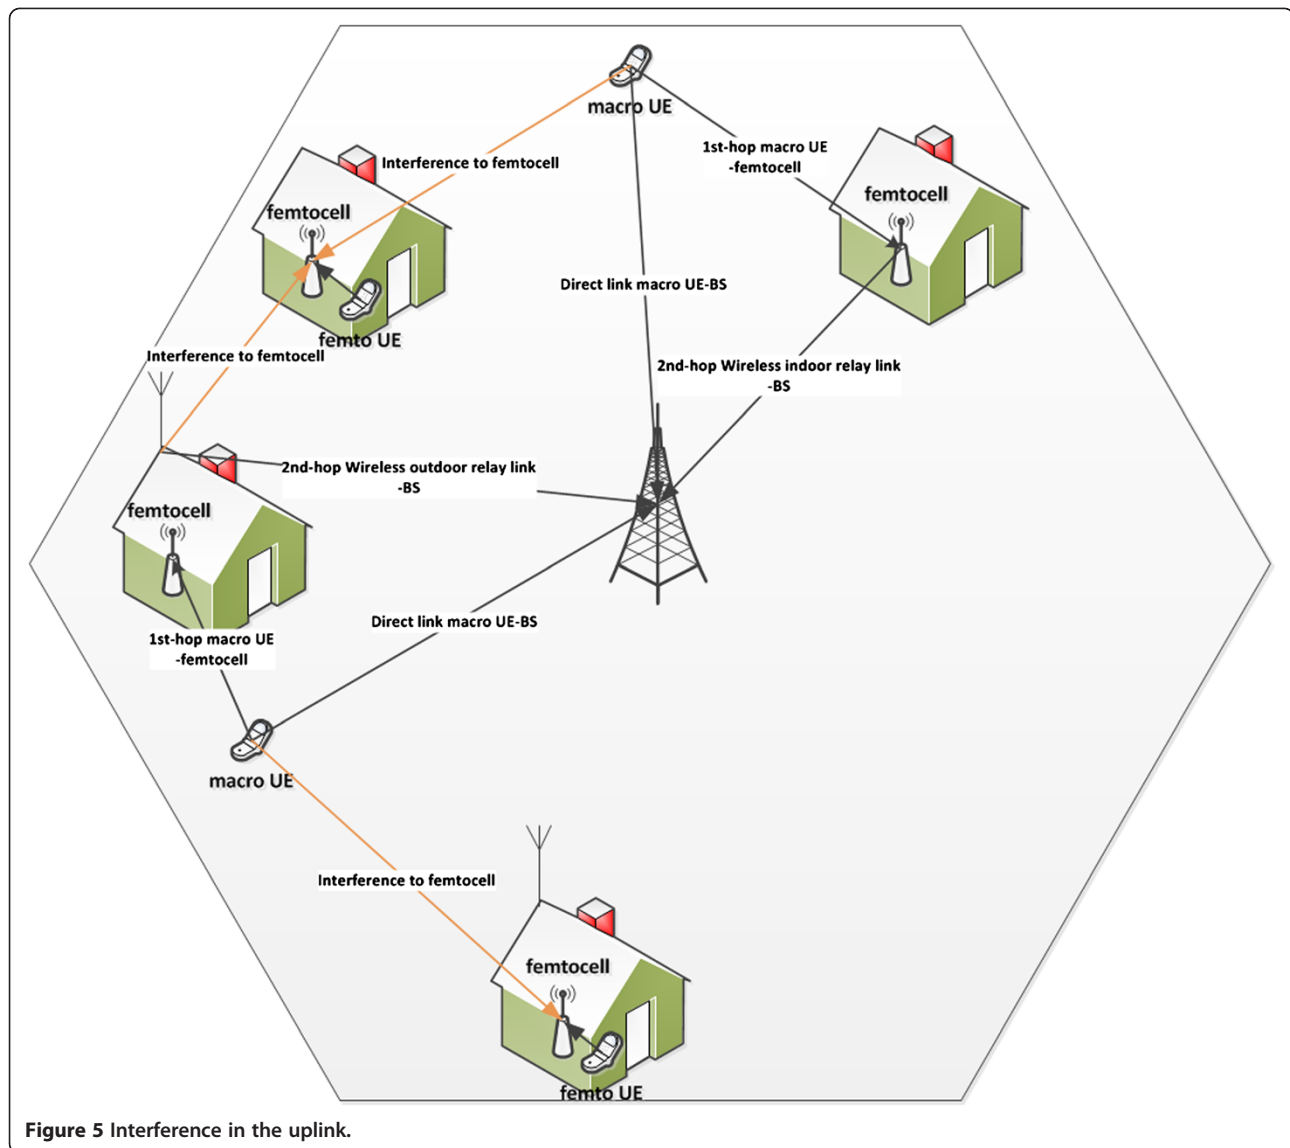 macro UE
1st-hop macro UE
-femtocell
Interference to femtocell
femtocell
femtocell
Direct link macro UE-BS
femto UE
Interference to femtocell
2nd-hop Wireless indoor relay link
-BS
2nd-hop Wireless outdoor relay link
-BS
femtocell
Direct link macro UE-BS
1st-hop macro UE
-femtocell
macro UE
Interference to femtocell
femtocell
femto UE
Figure 5 Interference in the uplink.